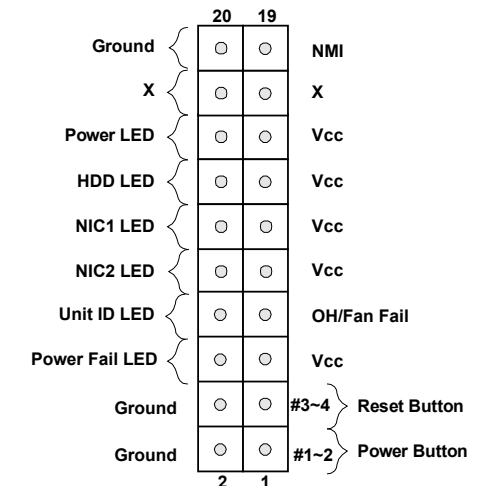 20 19
Ground NMI
X X
Power LED Vcc
HDD LED Vcc
NIC1 LED Vcc
NIC2 LED Vcc
Unit ID LED OH/Fan Fail
Power Fail LED Vcc
Ground #3~4 Reset Button
Ground #1~2 Power Button
2 1